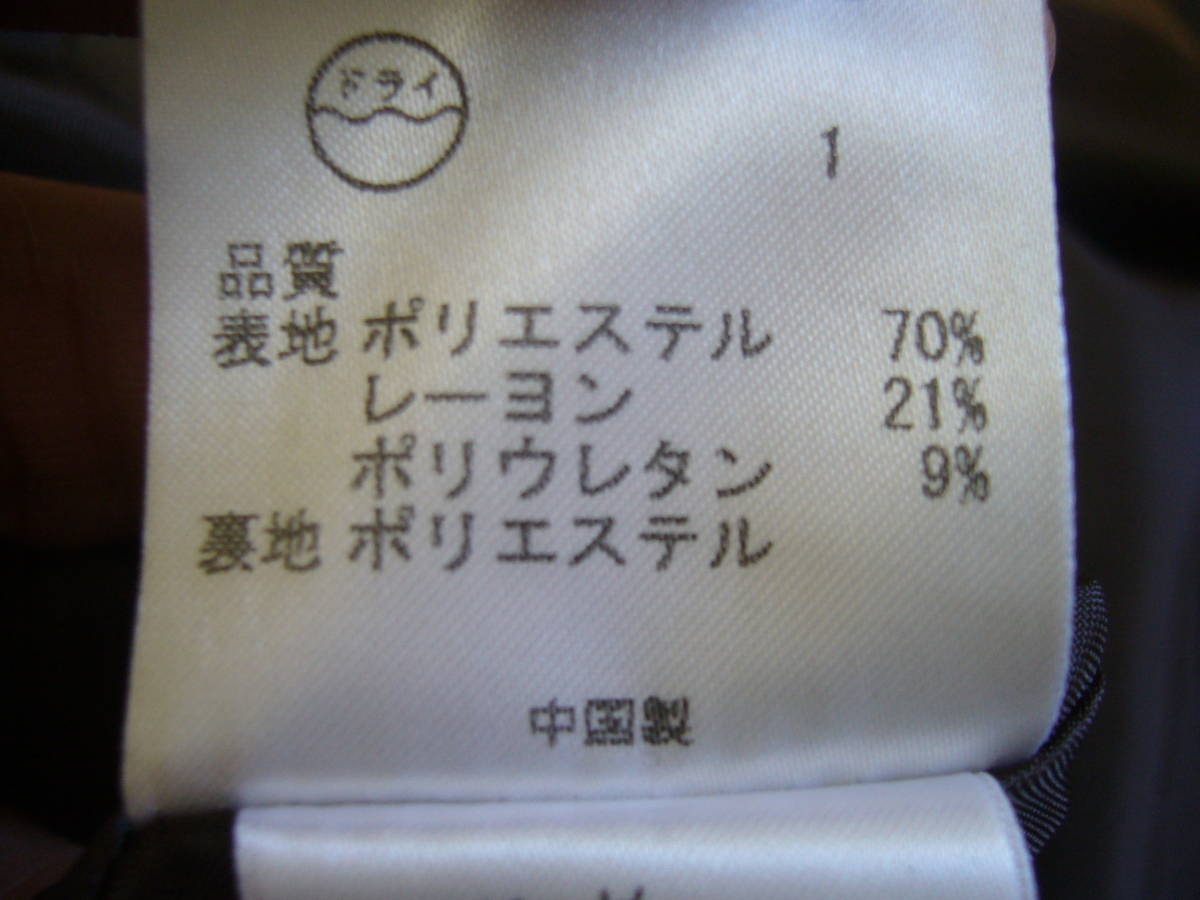 ドライ
1
品質
表地 ポリエステル 70%
レーヨン 21%
ポリウレタン 9%
裏地 ポリエステル
中国製